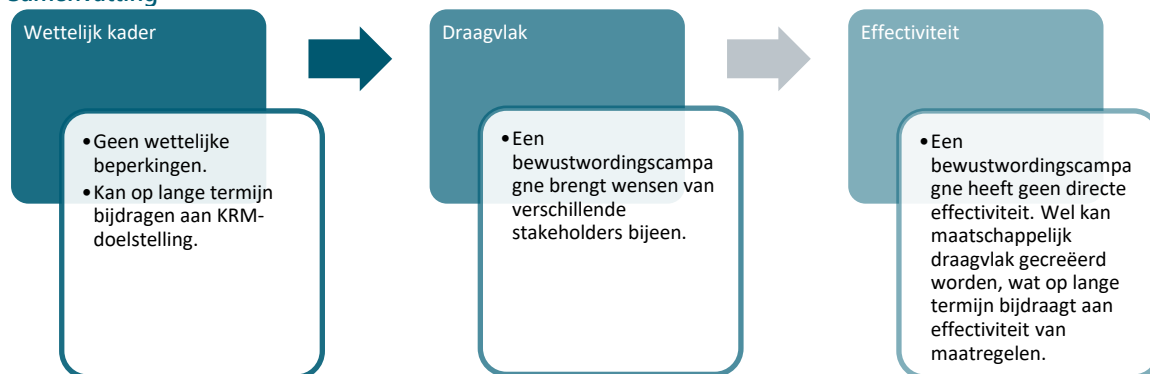 Samenvatting
Wettelijk kader
•Geen wettelijke
beperkingen.
•Kan op lange termijn
bijdragen aan KRM-
doelstelling.
Draagvlak
•Een
bewustwordingscampa
gne brengt wensen van
verschillende
stakeholders bijeen.
Effectiviteit
•Een
bewustwordingscampa
gne heeft geen directe
effectiviteit. Wel kan
maatschappelijk
draagvlak gecreëerd
worden, wat op lange
termijn bijdraagt aan
effectiviteit van
maatregelen.